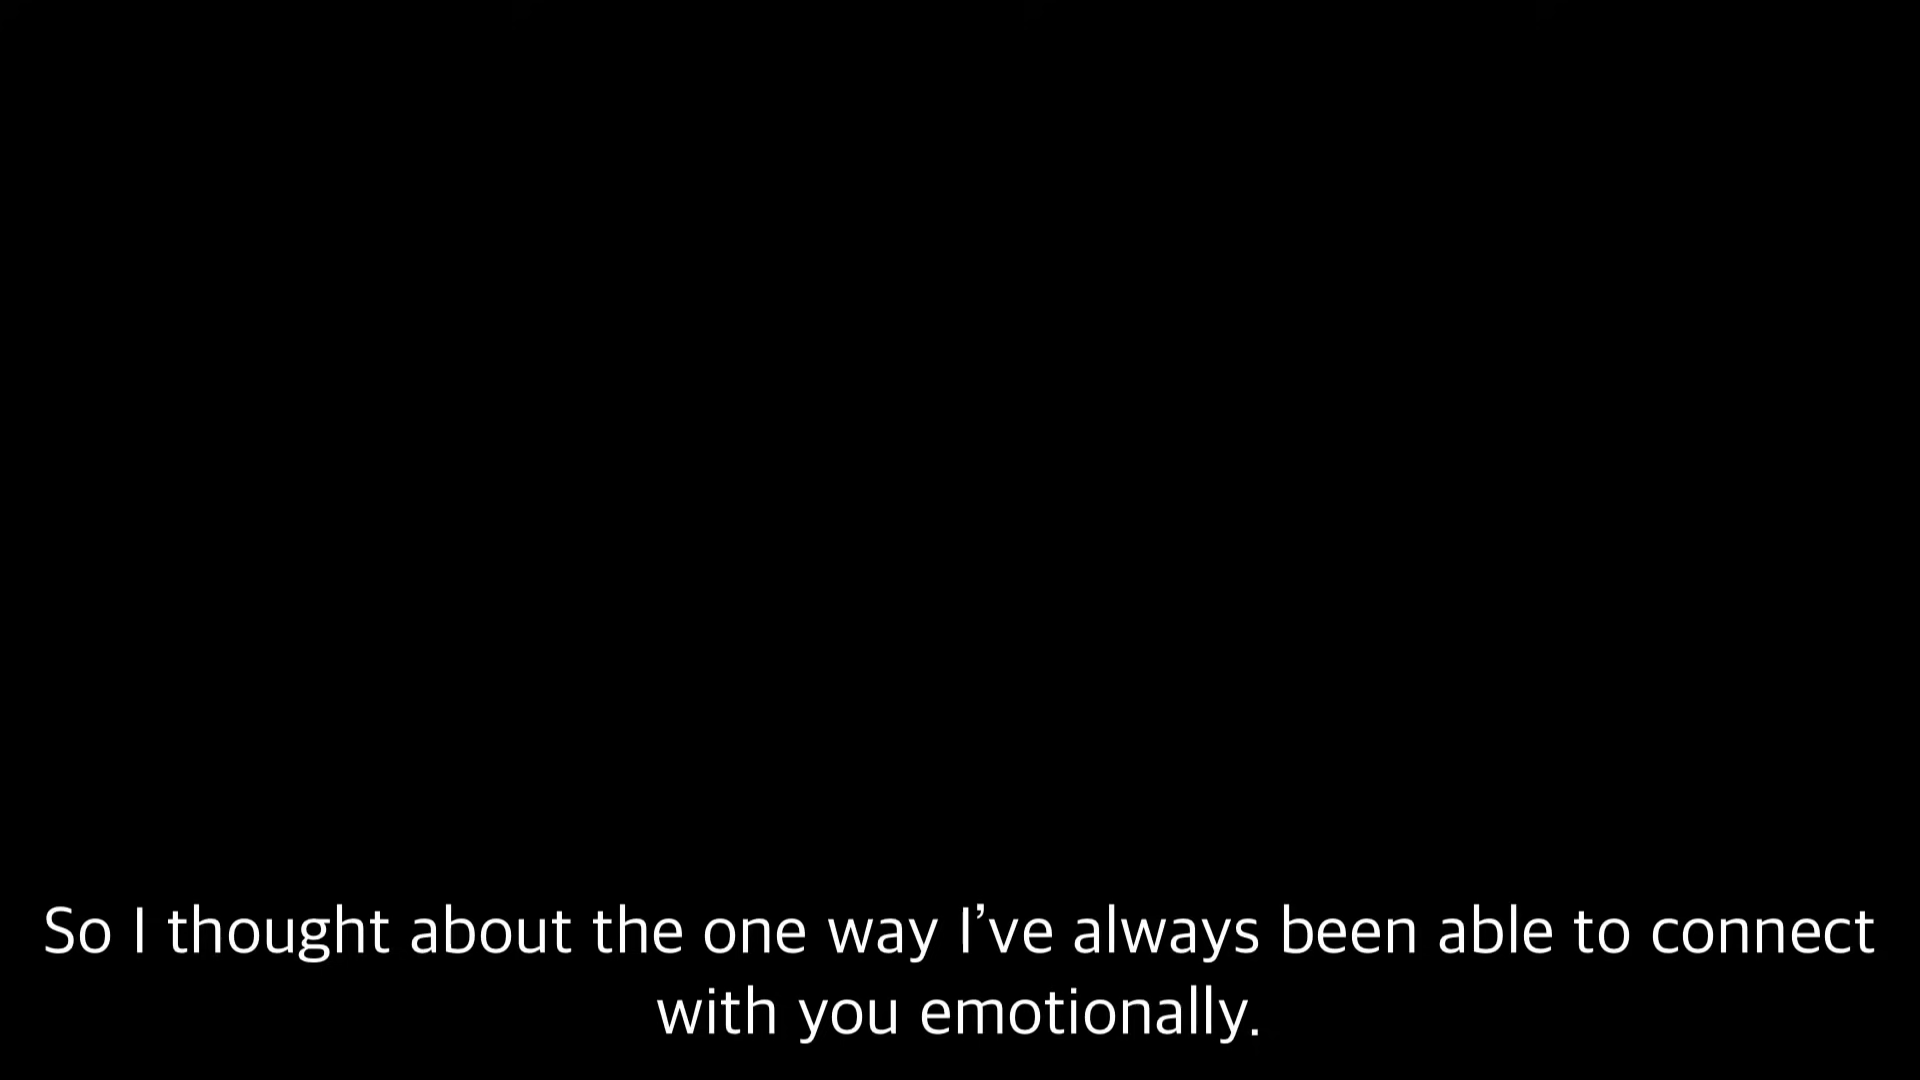 So I thought about the one way I’ve always been able to connect
with you emotionally.